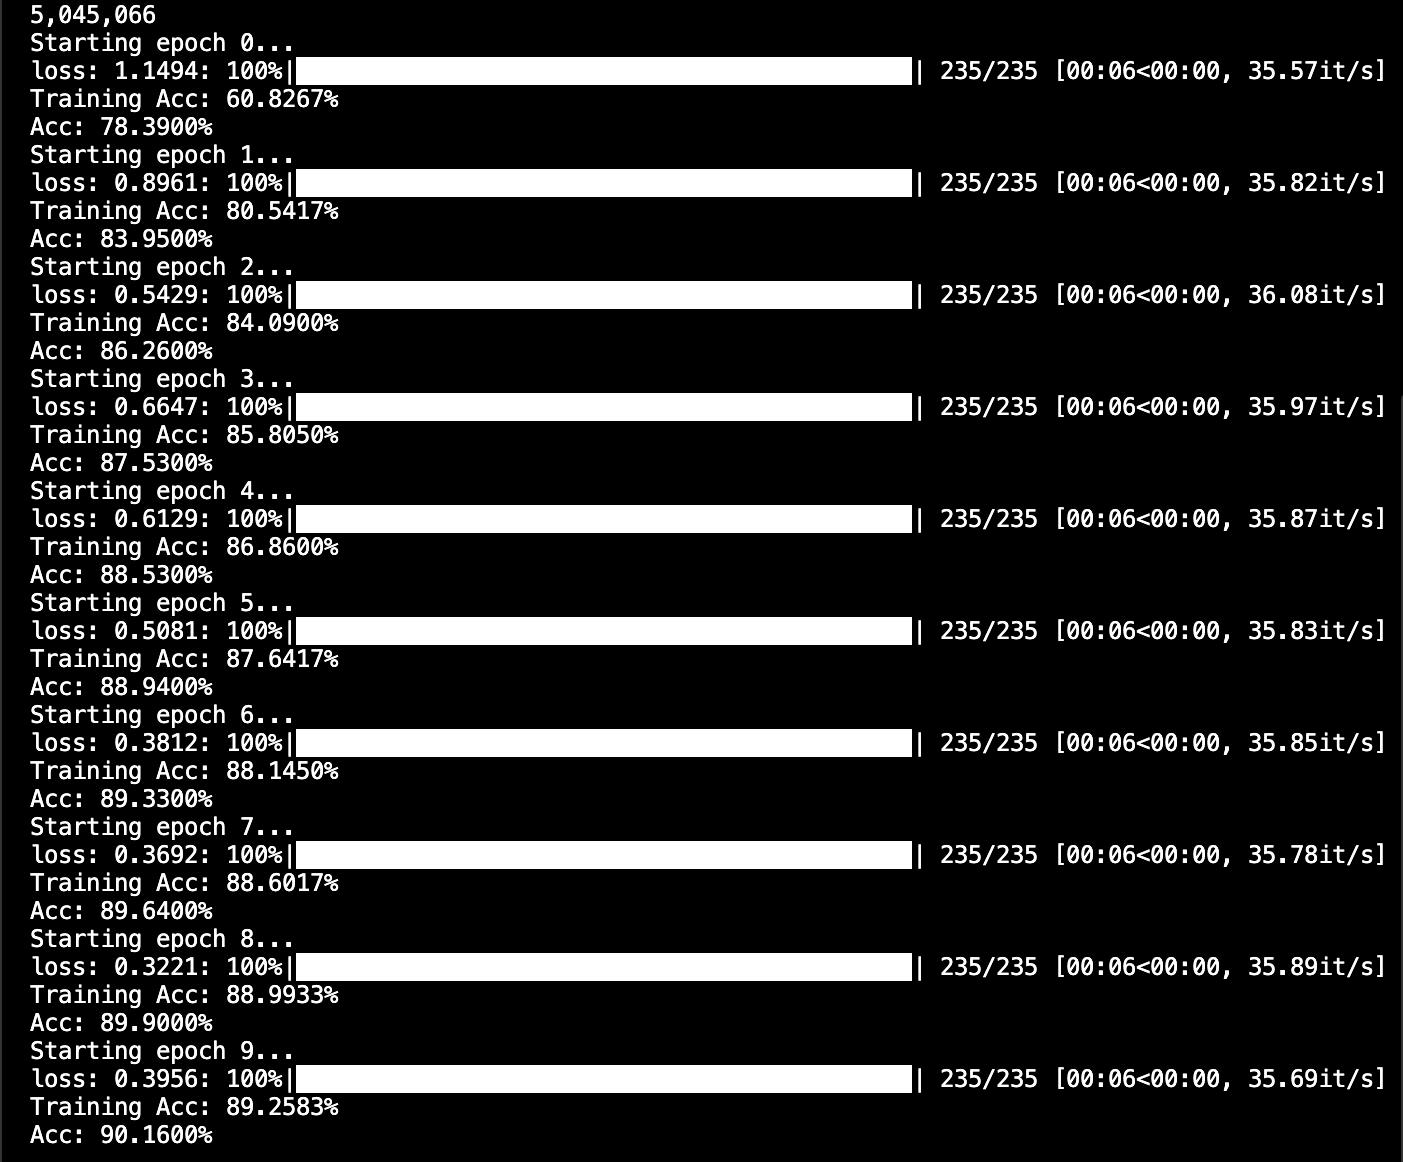 5,045,066
Starting epoch 0...
loss: 1.1494: 100%|██████████| 235/235 [00:06<00:00, 35.57it/s]
Training Acc: 60.8267%
Acc: 78.3900%
Starting epoch 1...
loss: 0.8961: 100%|██████████| 235/235 [00:06<00:00, 35.82it/s]
Training Acc: 80.5417%
Acc: 83.9500%
Starting epoch 2...
loss: 0.5429: 100%|██████████| 235/235 [00:06<00:00, 36.08it/s]
Training Acc: 84.0900%
Acc: 86.2600%
Starting epoch 3...
loss: 0.6647: 100%|██████████| 235/235 [00:06<00:00, 35.97it/s]
Training Acc: 85.8050%
Acc: 87.5300%
Starting epoch 4...
loss: 0.6129: 100%|██████████| 235/235 [00:06<00:00, 35.87it/s]
Training Acc: 86.8600%
Acc: 88.5300%
Starting epoch 5...
loss: 0.5081: 100%|██████████| 235/235 [00:06<00:00, 35.83it/s]
Training Acc: 87.6417%
Acc: 88.9400%
Starting epoch 6...
loss: 0.3812: 100%|██████████| 235/235 [00:06<00:00, 35.85it/s]
Training Acc: 88.1450%
Acc: 89.3300%
Starting epoch 7...
loss: 0.3692: 100%|██████████| 235/235 [00:06<00:00, 35.78it/s]
Training Acc: 88.6017%
Acc: 89.6400%
Starting epoch 8...
loss: 0.3221: 100%|██████████| 235/235 [00:06<00:00, 35.89it/s]
Training Acc: 88.9933%
Acc: 89.9000%
Starting epoch 9...
loss: 0.3956: 100%|██████████| 235/235 [00:06<00:00, 35.69it/s]
Training Acc: 89.2583%
Acc: 90.1600%